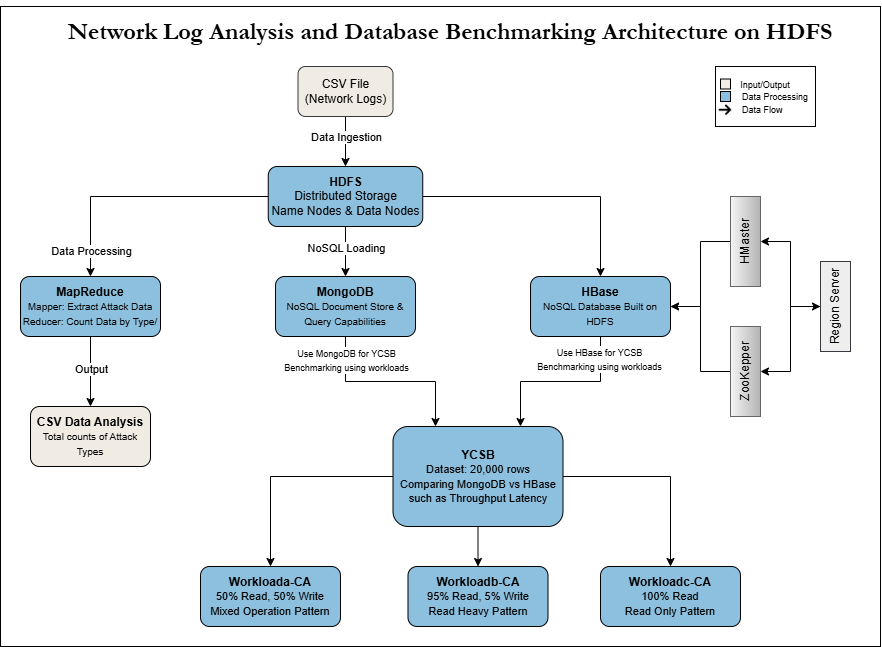 Network Log Analysis and Database Benchmarking Architecture on HDFS
CSV File
(Network Logs)
Input/Output
Data Processing
Data Flow
Data Ingestion
HDFS
Distributed Storage
Name Nodes & Data Nodes
Data Processing
NoSQL Loading
HMaster
Region Server
ZooKepper
MapReduce
Mapper: Extract Attack Data
Reducer: Count Data by Type/
MongoDB
NoSQL Document Store &
Query Capabilities
HBase
NoSQL Database Built on
HDFS
Output
Use MongoDB for YCSB
Benchmarking using workloads
Use HBase for YCSB
Benchmarking using workloads
CSV Data Analysis
Total counts of Attack
Types
YCSB
Dataset: 20,000 rows
Comparing MongoDB vs HBase
such as Throughput Latency
Workloada-CA
50% Read, 50% Write
Mixed Operation Pattern
Workloadb-CA
95% Read, 5% Write
Read Heavy Pattern
Workloadc-CA
100% Read
Read Only Pattern